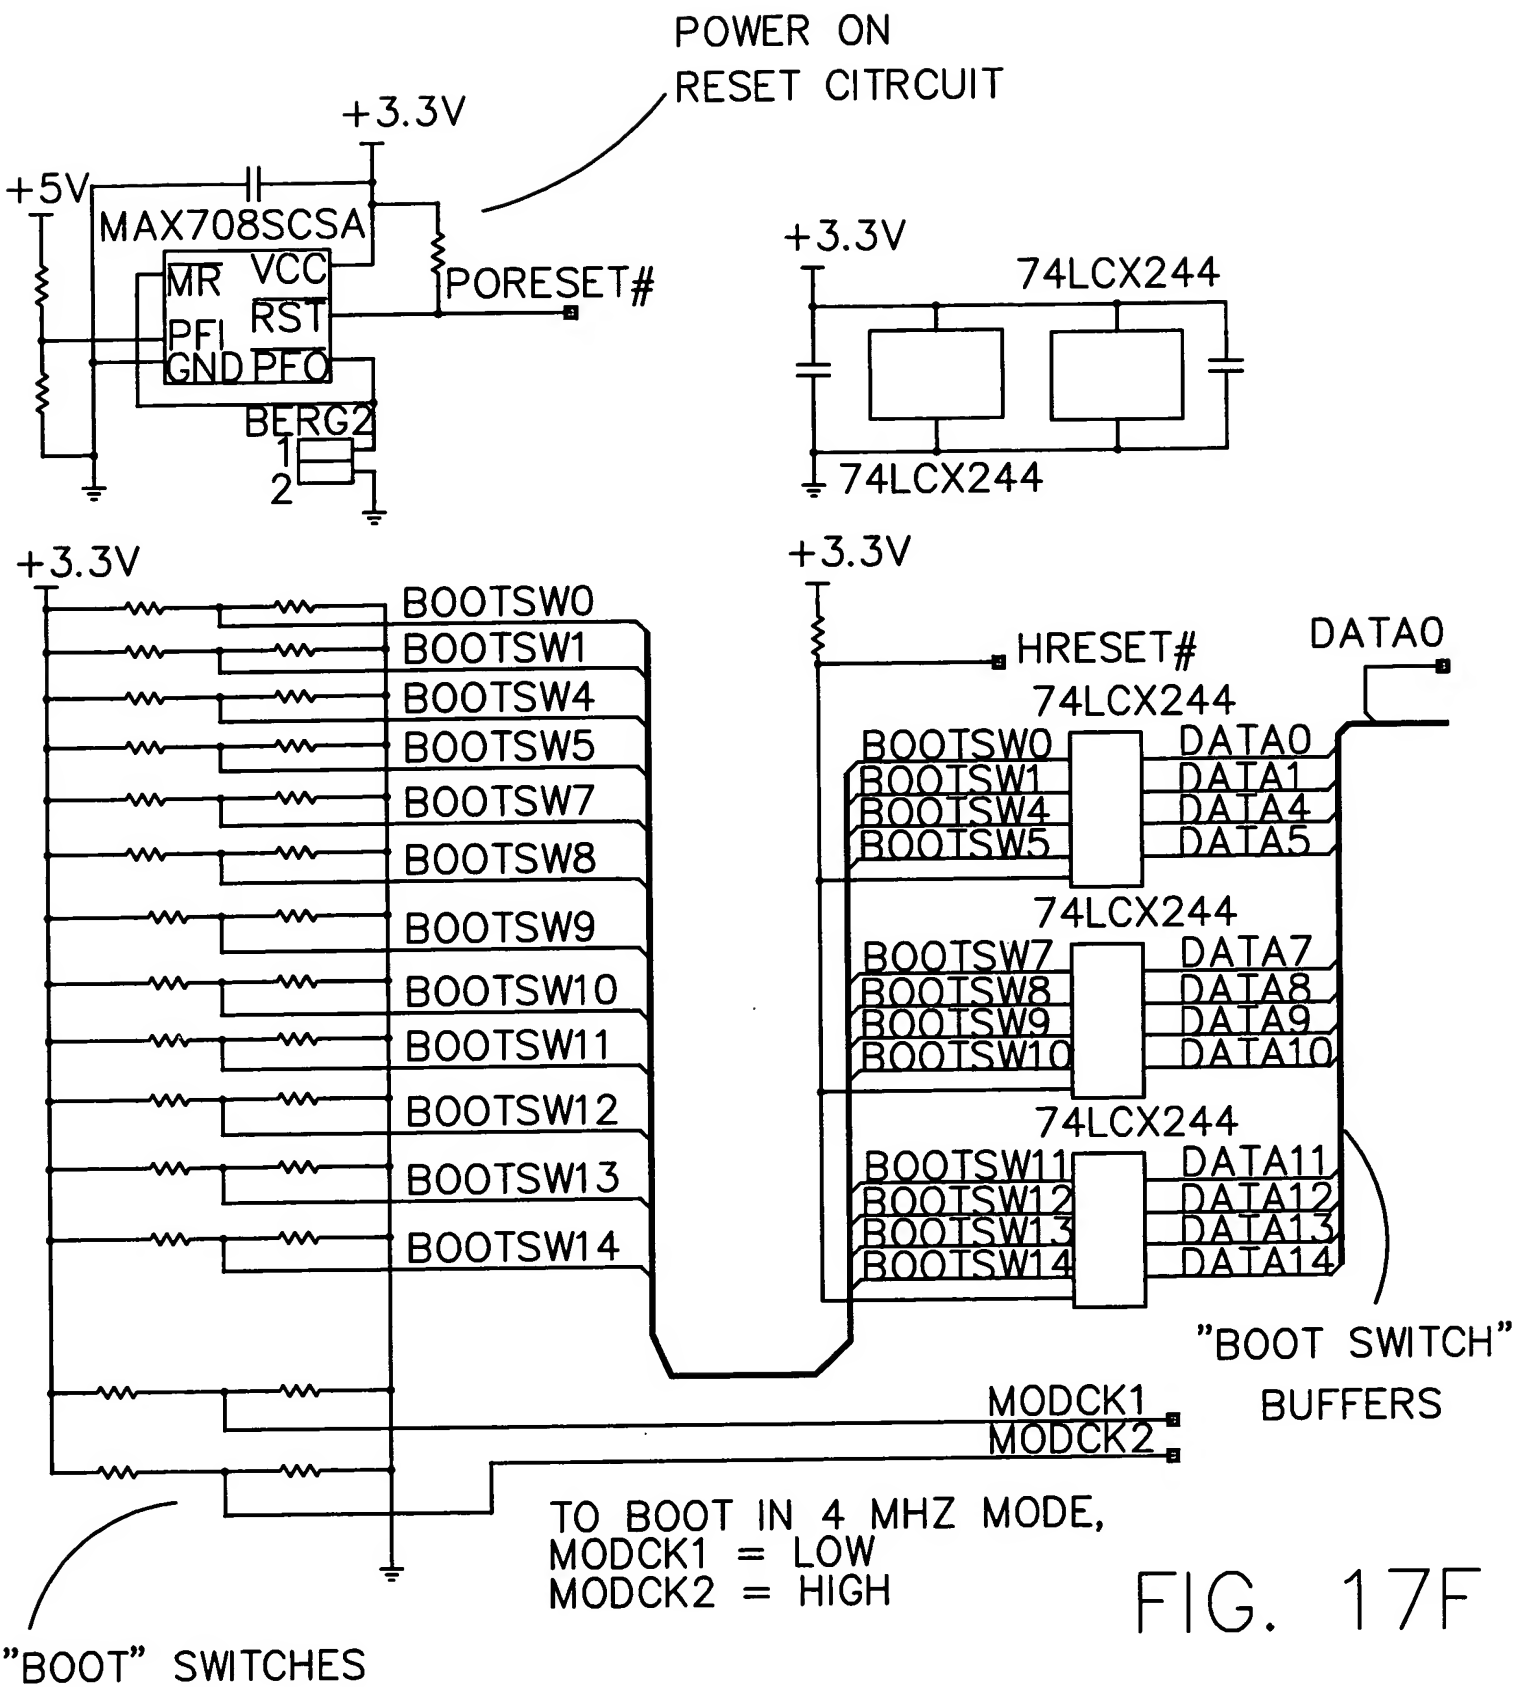 POWER ON
RESET CITRCUIT
+3.3V
+5V
MAX708SCSA
MR
VCC
RST
PFI
GND
PFO
PORESET#
BERG2
1
2
+3.3V
74LCX244
74LCX244
+3.3V
BOOTSW0
BOOTSW1
BOOTSW4
BOOTSW5
BOOTSW7
BOOTSW8
BOOTSW9
BOOTSW10
BOOTSW11
BOOTSW12
BOOTSW13
BOOTSW14
+3.3V
HRESET#
DATA0
74LCX244
BOOTSW0 DATA0
BOOTSW1 DATA1
BOOTSW4 DATA4
BOOTSW5 DATA5
74LCX244
BOOTSW7 DATA7
BOOTSW8 DATA8
BOOTSW9 DATA9
BOOTSW10 DATA10
74LCX244
BOOTSW11 DATA11
BOOTSW12 DATA12
BOOTSW13 DATA13
BOOTSW14 DATA14
"BOOT SWITCH"
BUFFERS
MODCK1
MODCK2
TO BOOT IN 4 MHZ MODE,
MODCK1 = LOW
MODCK2 = HIGH
"BOOT" SWITCHES
FIG. 17F